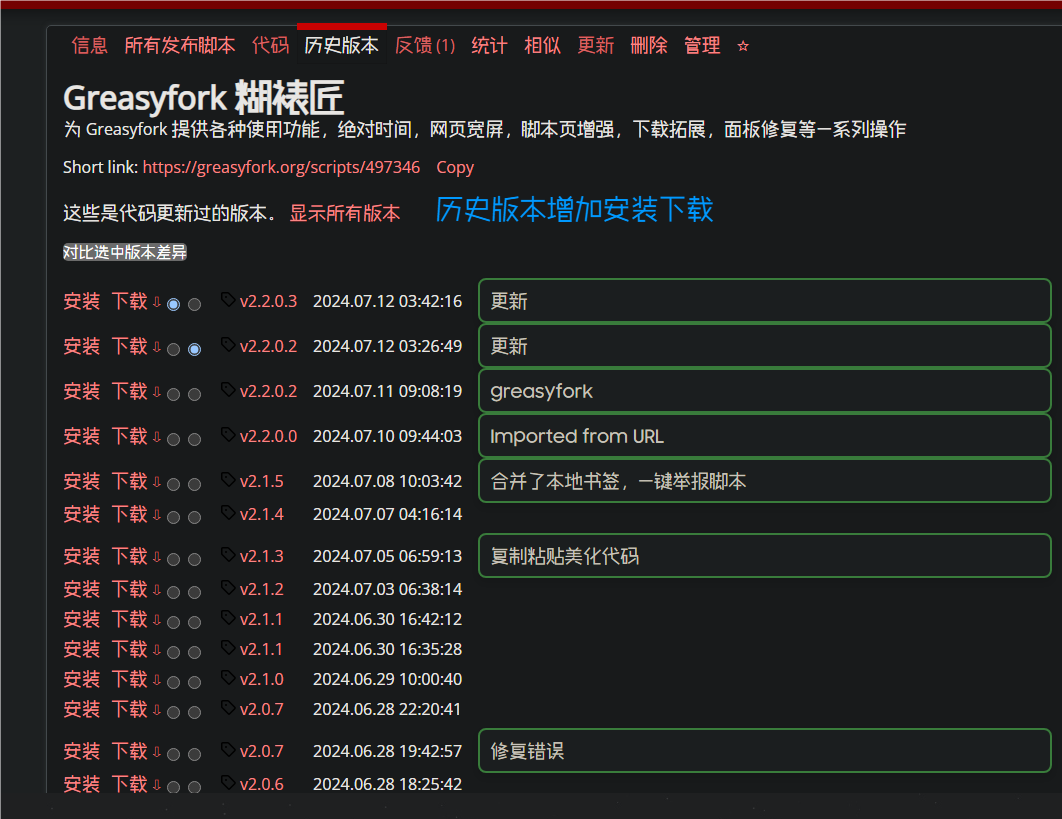 信息 所有发布脚本 代码 历史版本 反馈 (1) 统计 相似 更新 删除 管理 ☆
Greasyfork 糊裱匠
为 Greasyfork 提供各种使用功能，绝对时间，网页宽屏，脚本页增强，下载拓展，面板修复等一系列操作
Short link: https://greasyfork.org/scripts/497346 Copy
这些是代码更新过的版本。 显示所有版本 历史版本增加安装下载
对比选中版本差异
安装 下载⇩ v2.2.0.3 2024.07.12 03:42:16 更新
安装 下载⇩ v2.2.0.2 2024.07.12 03:26:49 更新
安装 下载⇩ v2.2.0.2 2024.07.11 09:08:19 greasyfork
安装 下载⇩ v2.2.0.0 2024.07.10 09:44:03 Imported from URL
安装 下载⇩ v2.1.5 2024.07.08 10:03:42 合并了本地书签，一键举报脚本
安装 下载⇩ v2.1.4 2024.07.07 04:16:14
安装 下载⇩ v2.1.3 2024.07.05 06:59:13 复制粘贴美化代码
安装 下载⇩ v2.1.2 2024.07.03 06:38:14
安装 下载⇩ v2.1.1 2024.06.30 16:42:12
安装 下载⇩ v2.1.1 2024.06.30 16:35:28
安装 下载⇩ v2.1.0 2024.06.29 10:00:40
安装 下载⇩ v2.0.7 2024.06.28 22:20:41
安装 下载⇩ v2.0.7 2024.06.28 19:42:57 修复错误
安装 下载⇩ v2.0.6 2024.06.28 18:25:42